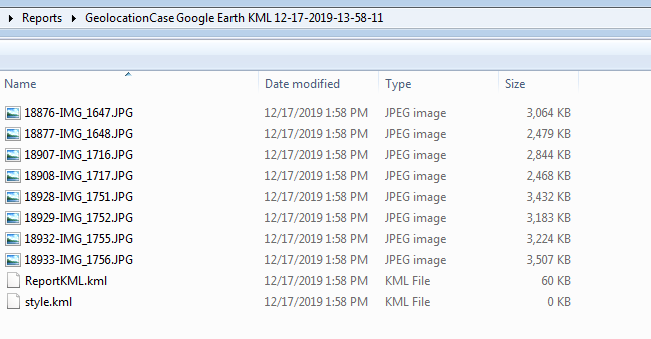 Reports GeolocationCase Google Earth KML 12-17-2019-13-58-11
Name Date modified Type Size
18876-IMG_1647.JPG 12/17/2019 1:58 PM JPEG image 3,064 KB
18877-IMG_1648.JPG 12/17/2019 1:58 PM JPEG image 2,479 KB
18907-IMG_1716.JPG 12/17/2019 1:58 PM JPEG image 2,844 KB
18908-IMG_1717.JPG 12/17/2019 1:58 PM JPEG image 2,468 KB
18928-IMG_1751.JPG 12/17/2019 1:58 PM JPEG image 3,432 KB
18929-IMG_1752.JPG 12/17/2019 1:58 PM JPEG image 3,183 KB
18932-IMG_1755.JPG 12/17/2019 1:58 PM JPEG image 3,224 KB
18933-IMG_1756.JPG 12/17/2019 1:58 PM JPEG image 3,507 KB
ReportKML.kml 12/17/2019 1:58 PM KML File 60 KB
style.kml 12/17/2019 1:58 PM KML File 0 KB